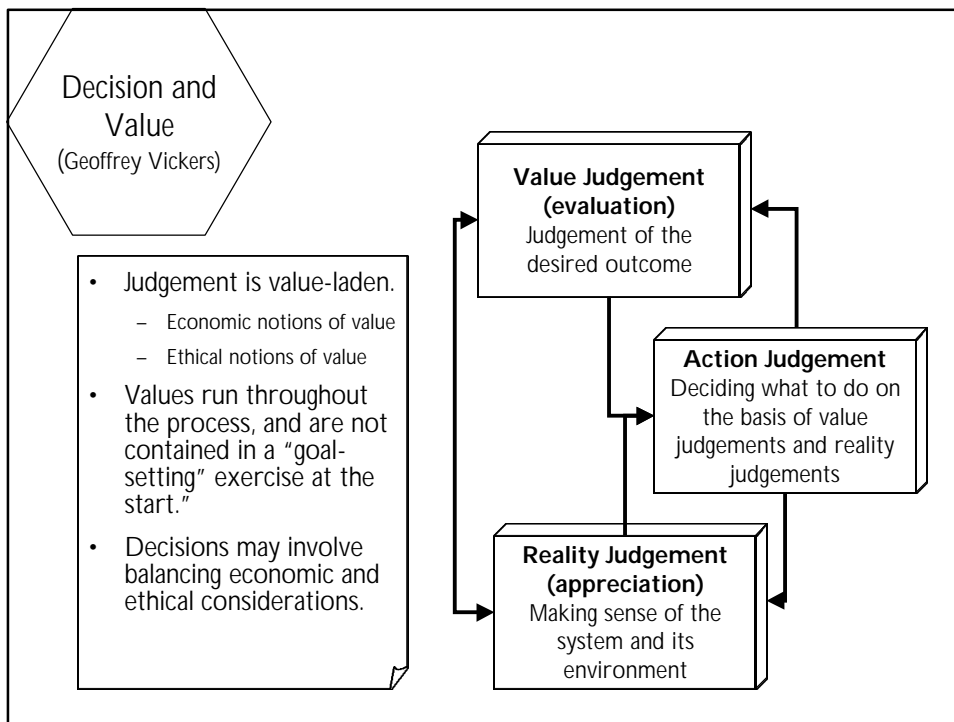 Decision and
Value
(Geoffrey Vickers)
• Judgement is value-laden.
– Economic notions of value
– Ethical notions of value
• Values run throughout
the process, and are not
contained in a “goal-
setting” exercise at the
start.”
• Decisions may involve
balancing economic and
ethical considerations.
Value Judgement
(evaluation)
Judgement of the
desired outcome
Action Judgement
Deciding what to do on
the basis of value
judgements and reality
judgements
Reality Judgement
(appreciation)
Making sense of the
system and its
environment